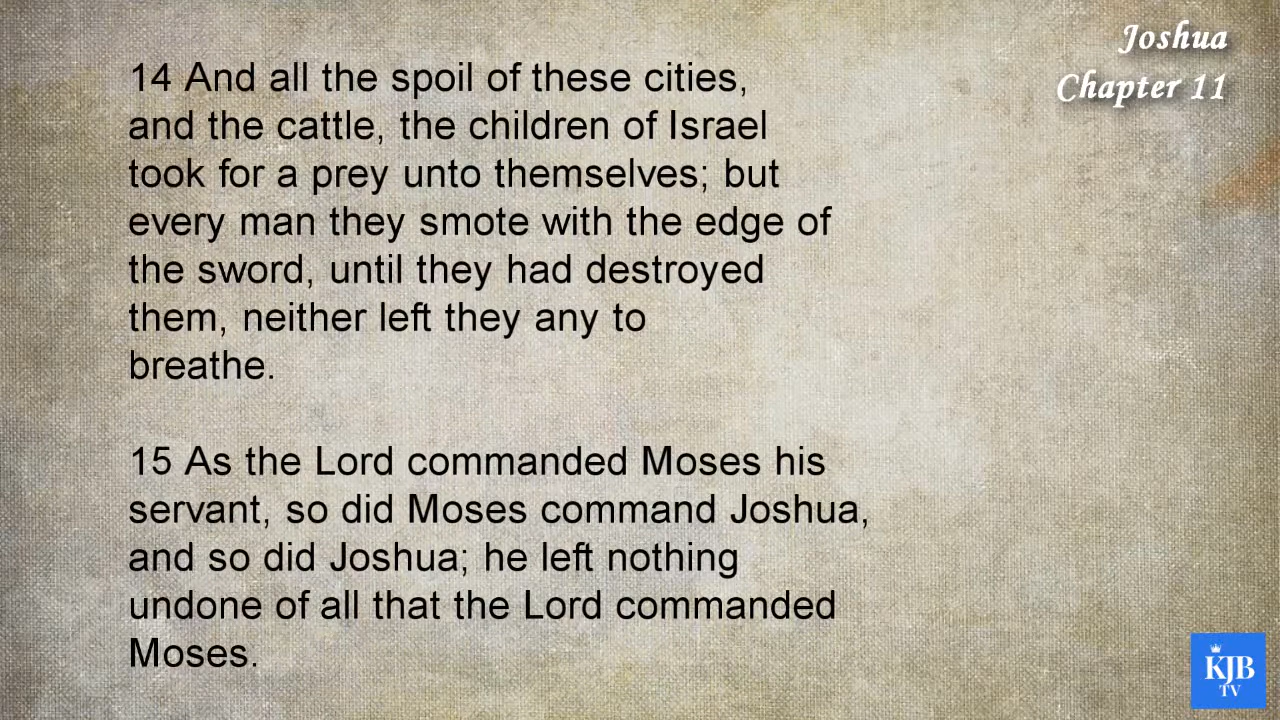 Joshua
Chapter 11
14 And all the spoil of these cities,
and the cattle, the children of Israel
took for a prey unto themselves; but
every man they smote with the edge of
the sword, until they had destroyed
them, neither left they any to
breathe.
15 As the Lord commanded Moses his
servant, so did Moses command Joshua,
and so did Joshua; he left nothing
undone of all that the Lord commanded
Moses.
KJB
TV